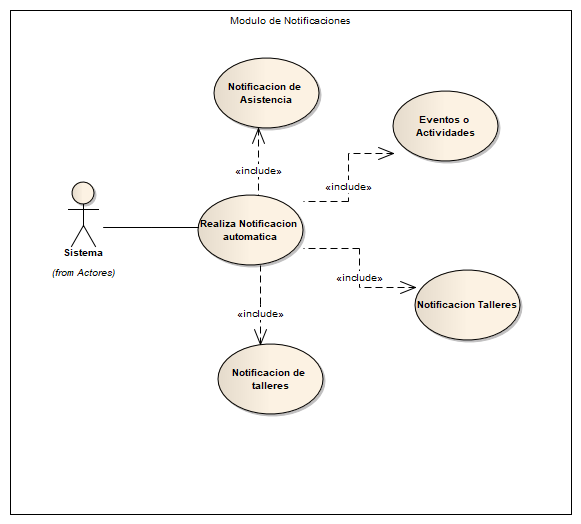 Modulo de Notificaciones
Notificacion de
Asistencia
Eventos o
Actividades
«include»
«include»
Realiza Notificacion
automatica
Sistema
(from Actores)
«include»
Notificacion Talleres
«include»
Notificacion de
talleres